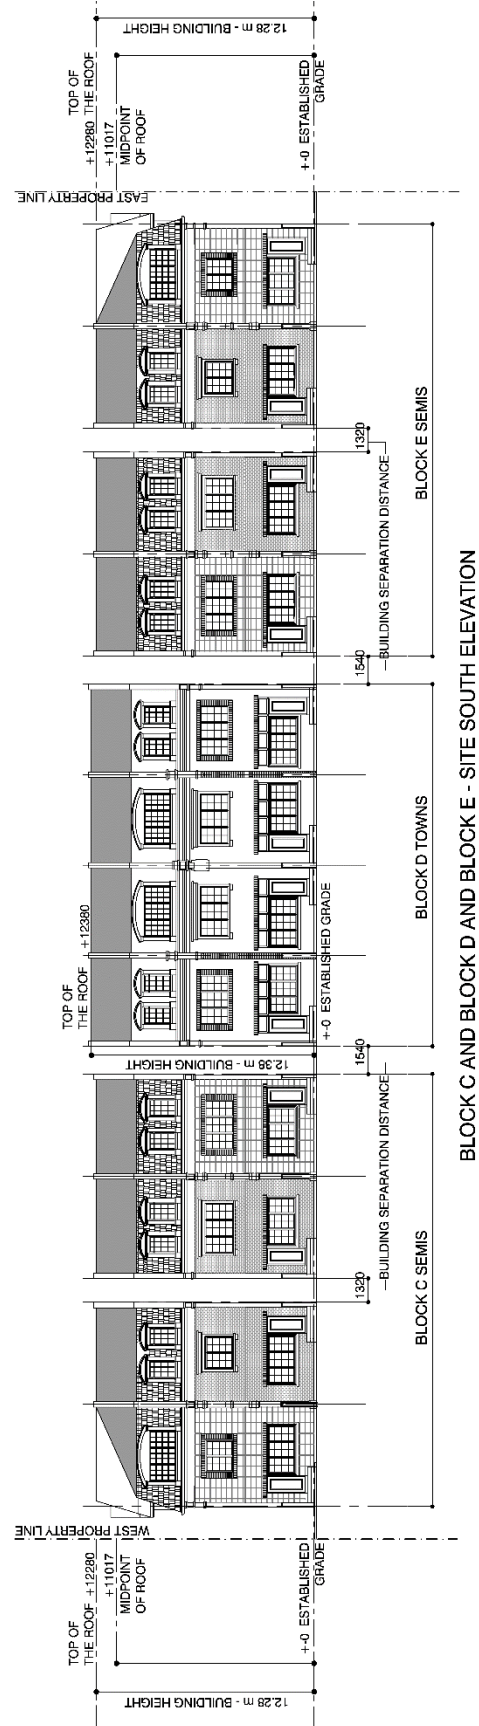 TOP OF
THE ROOF +12280
+11017
MIDPOINT
OF ROOF
12.28 m - BUILDING HEIGHT
+-0 ESTABLISHED
GRADE
WEST PROPERTY LINE
1320
BUILDING SEPARATION DISTANCE
BLOCK C SEMIS
1540
TOP OF
THE ROOF +12380
12.38 m - BUILDING HEIGHT
+-0 ESTABLISHED GRADE
BLOCK D TOWNS
1540
BUILDING SEPARATION DISTANCE
1320
BLOCK E SEMIS
EAST PROPERTY LINE
TOP OF
+12280 THE ROOF
+11017
MIDPOINT
OF ROOF
12.28 m - BUILDING HEIGHT
+-0 ESTABLISHED
GRADE
BLOCK C AND BLOCK D AND BLOCK E - SITE SOUTH ELEVATION